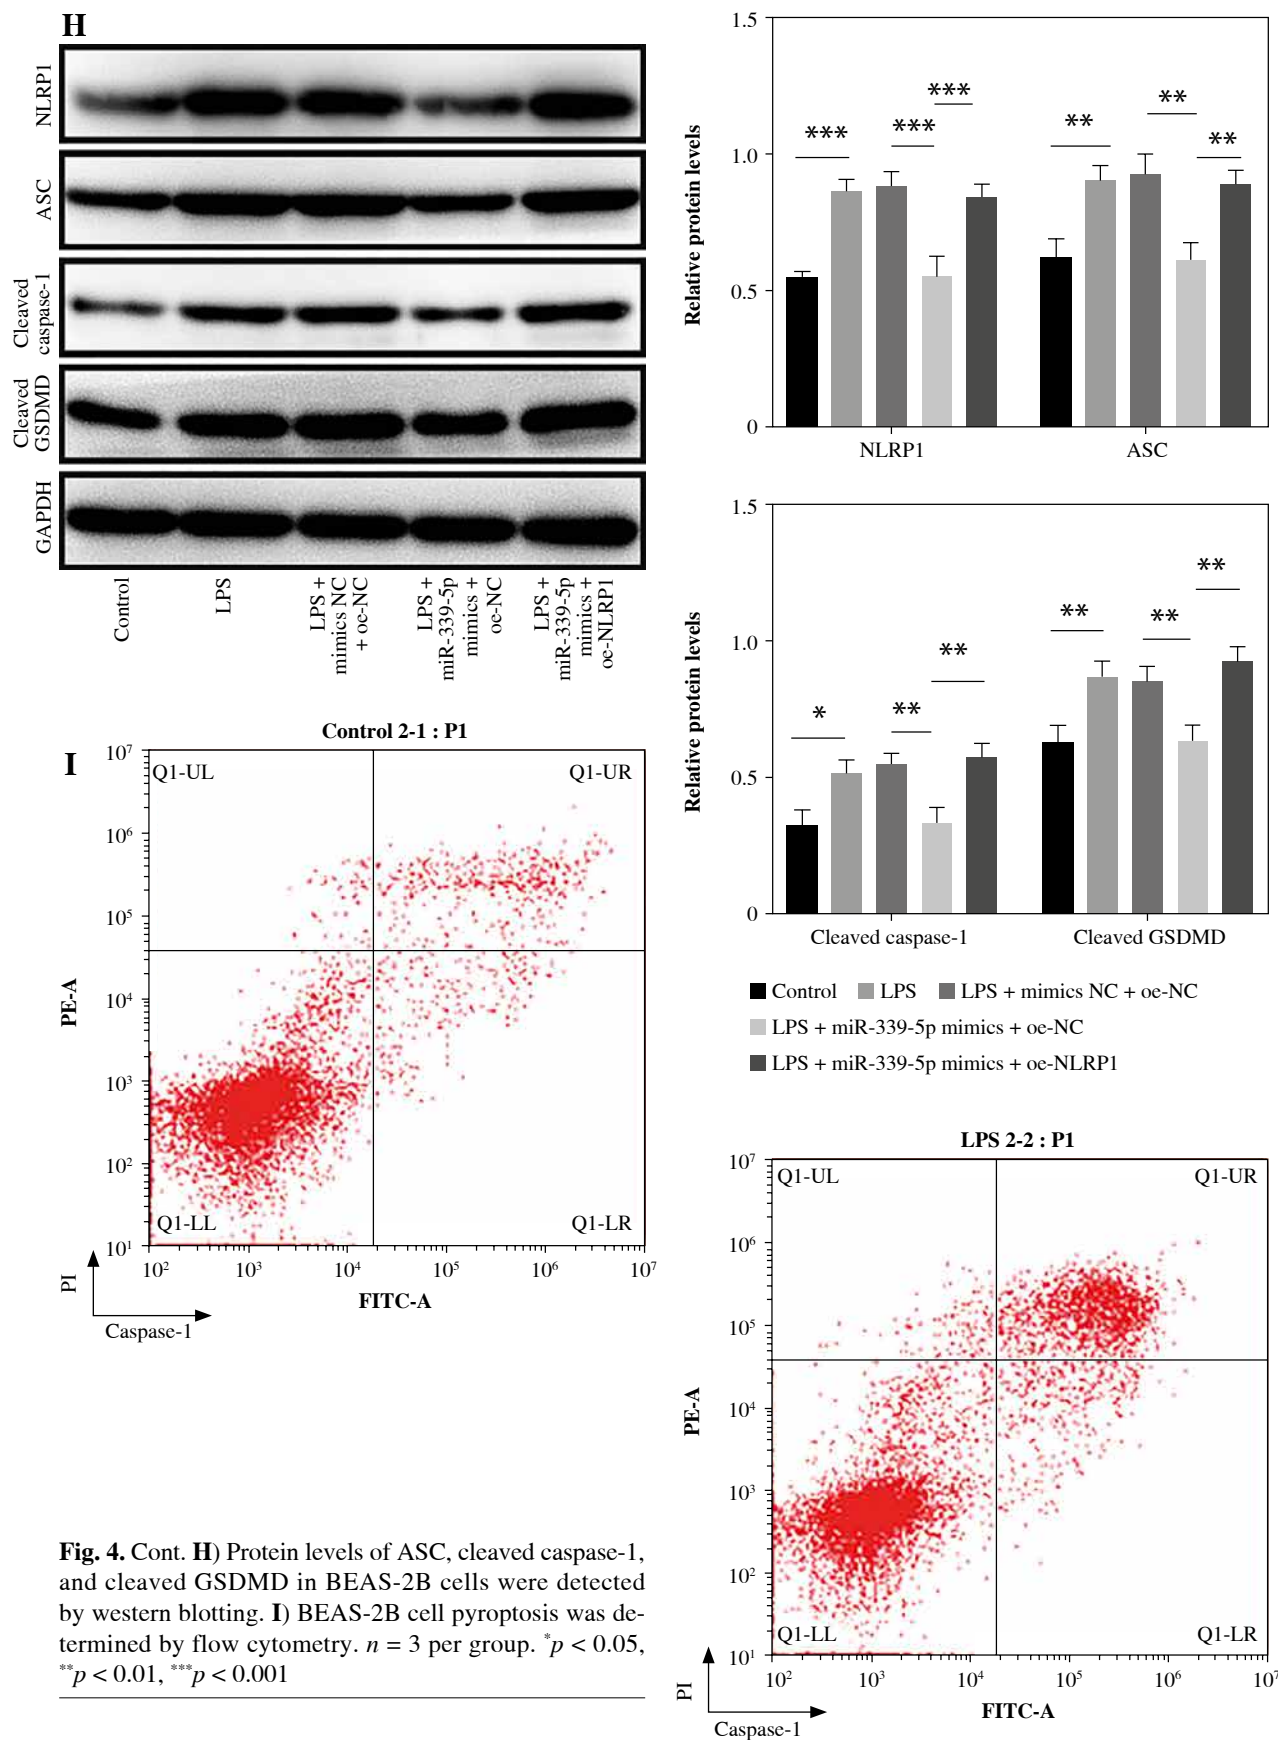 H
NLRP1
ASC
Cleaved
caspase-1
Cleaved
GSDMD
GAPDH
Control
LPS
LPS +
mimics NC
+ oe-NC
LPS +
miR-339-5p
mimics +
oe-NC
LPS +
miR-339-5p
mimics +
oe-NLRP1
Relative protein levels
1.5
1.0
0.5
0
***
***
***
**
**
**
NLRP1
ASC
Relative protein levels
1.5
1.0
0.5
0
*
**
**
**
**
**
Cleaved caspase-1
Cleaved GSDMD
Control
LPS
LPS + mimics NC + oe-NC
LPS + miR-339-5p mimics + oe-NC
LPS + miR-339-5p mimics + oe-NLRP1
I
Control 2-1 : P1
Q1-UL
Q1-UR
Q1-LL
Q1-LR
10⁷
10⁶
10⁵
10⁴
10³
10²
10¹
10² 10³ 10⁴ 10⁵ 10⁶ 10⁷
PE-A
FITC-A
PI
Caspase-1
LPS 2-2 : P1
Q1-UL
Q1-UR
Q1-LL
Q1-LR
10⁷
10⁶
10⁵
10⁴
10³
10²
10¹
10² 10³ 10⁴ 10⁵ 10⁶ 10⁷
PE-A
FITC-A
PI
Caspase-1
Fig. 4. Cont. H) Protein levels of ASC, cleaved caspase-1,
and cleaved GSDMD in BEAS-2B cells were detected
by western blotting. I) BEAS-2B cell pyroptosis was de-
termined by flow cytometry. n = 3 per group. *p < 0.05,
**p < 0.01, ***p < 0.001